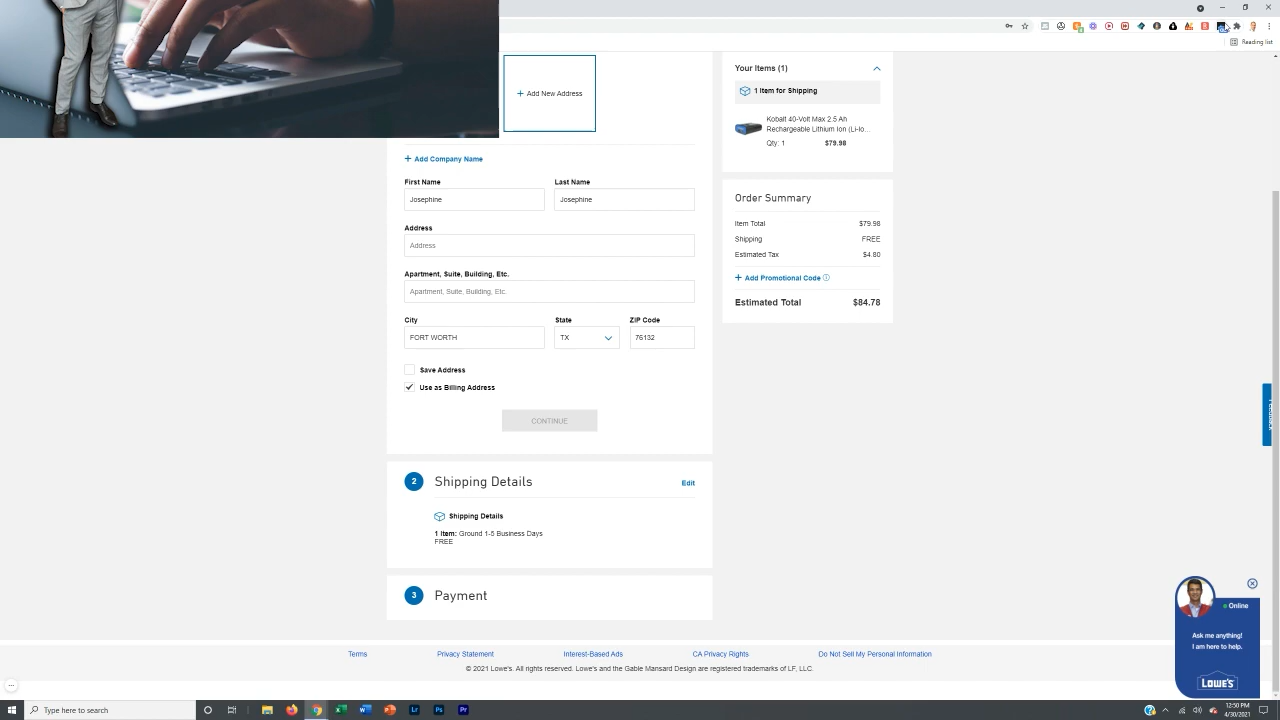 Reading list
+ Add New Address
Your Items (1)
1 Item for Shipping
Kobalt 40-Volt Max 2.5 Ah
Rechargeable Lithium Ion (Li-Io...
Qty: 1 $79.98
+ Add Company Name
First Name Last Name
Josephine Josephine
Address
Address
Apartment, Suite, Building, Etc.
Apartment, Suite, Building, Etc.
City State ZIP Code
FORT WORTH TX 76132
Save Address
Use as Billing Address
CONTINUE
Order Summary
Item Total $79.98
Shipping FREE
Estimated Tax $4.80
+ Add Promotional Code
Estimated Total $84.78
2 Shipping Details Edit
Shipping Details
1 Item: Ground 1-5 Business Days
FREE
3 Payment
Online
Ask me anything!
I am here to help.
LOWE'S
Terms Privacy Statement Interest-Based Ads CA Privacy Rights Do Not Sell My Personal Information
© 2021 Lowe's. All rights reserved. Lowe's and the Gable Mansard Design are registered trademarks of LF, LLC.
Type here to search
12:50 PM
4/30/2021